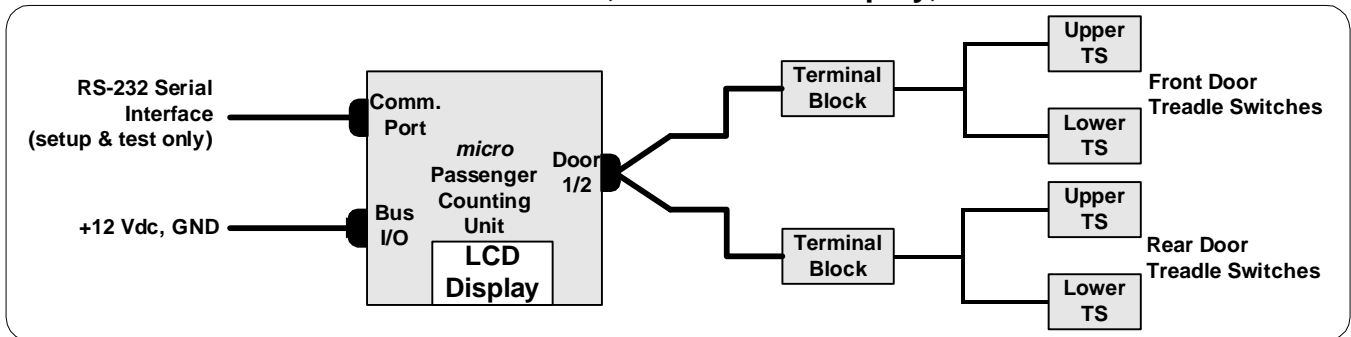 RS-232 Serial
Interface
(setup & test only)
+12 Vdc, GND
Comm.
Port
micro
Passenger
Counting
Unit
Bus
I/O
LCD
Display
Door
1/2
Terminal
Block
Upper
TS
Lower
TS
Front Door
Treadle Switches
Terminal
Block
Upper
TS
Lower
TS
Rear Door
Treadle Switches